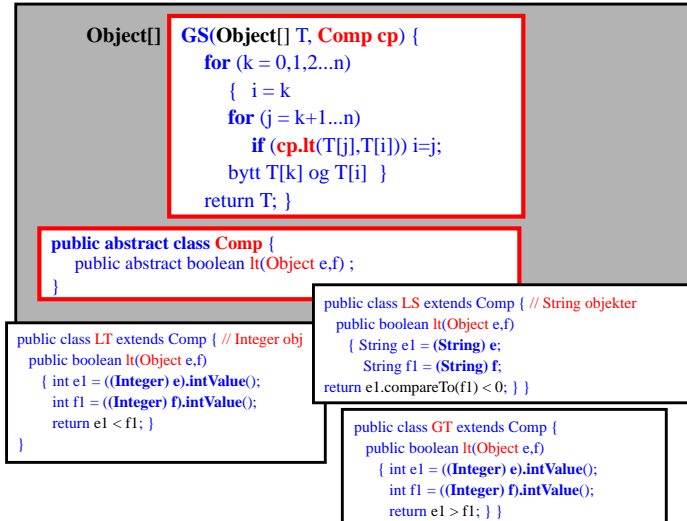 Object[] GS(Object[] T, Comp cp) {
for (k = 0,1,2...n)
{ i = k
for (j = k+1...n)
if (cp.lt(T[j],T[i])) i=j;
bytt T[k] og T[i] }
return T; }
public abstract class Comp {
public abstract boolean lt(Object e,f) ;
}
public class LS extends Comp { // String objekter
public boolean lt(Object e,f)
{ String e1 = (String) e;
String f1 = (String) f;
return e1.compareTo(f1) < 0; } }
public class LT extends Comp { // Integer obj
public boolean lt(Object e,f)
{ int e1 = ((Integer) e).intValue();
int f1 = ((Integer) f).intValue();
return e1 < f1; }
}
public class GT extends Comp {
public boolean lt(Object e,f)
{ int e1 = ((Integer) e).intValue();
int f1 = ((Integer) f).intValue();
return e1 > f1; } }